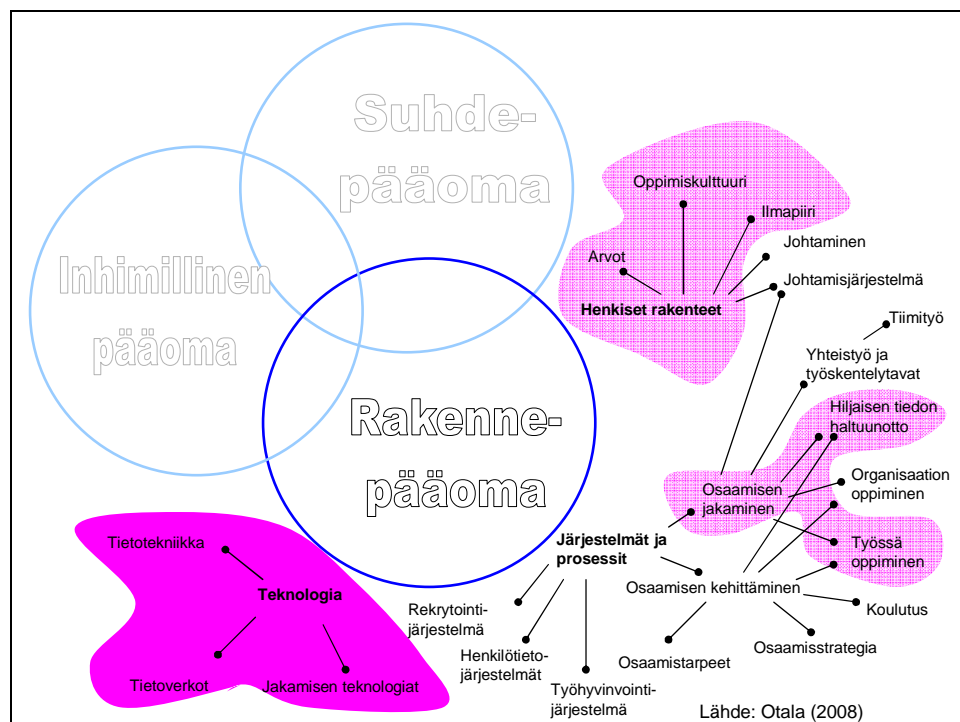 Suhde-
pääoma
Inhimillinen
pääoma
Rakenne-
pääoma
Oppimiskulttuuri
Ilmapiiri
Arvot
Johtaminen
Johtamisjärjestelmä
Henkiset rakenteet
Tiimityö
Yhteistyö ja
työskentelytavat
Hiljaisen tiedon
haltuunotto
Osaamisen
jakaminen
Organisaation
oppiminen
Työssä
oppiminen
Järjestelmät ja
prosessit
Osaamisen kehittäminen
Koulutus
Osaamisstrategia
Osaamistarpeet
Rekrytointi-
järjestelmä
Henkilötieto-
järjestelmät
Työhyvinvointi-
järjestelmä
Tietotekniikka
Teknologia
Tietoverkot
Jakamisen teknologiat
Lähde: Otala (2008)